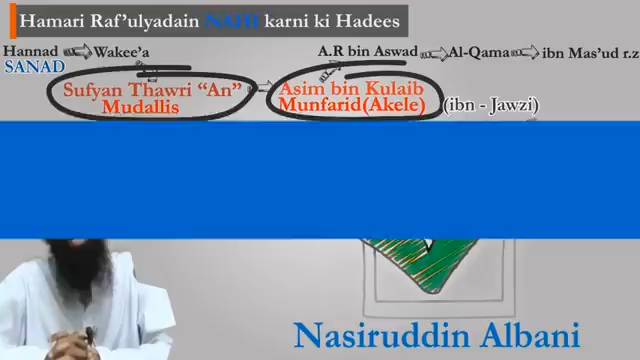 Hamari Raf'ulyadain NAHI karni ki Hadees
Hannad Wakee'a A.R bin Aswad Al-Qama ibn Mas'ud r.z
SANAD
Sufyan Thawri “An” Asim bin Kulaib
Mudallis Munfarid(Akele) (ibn - Jawzi)
Nasiruddin Albani